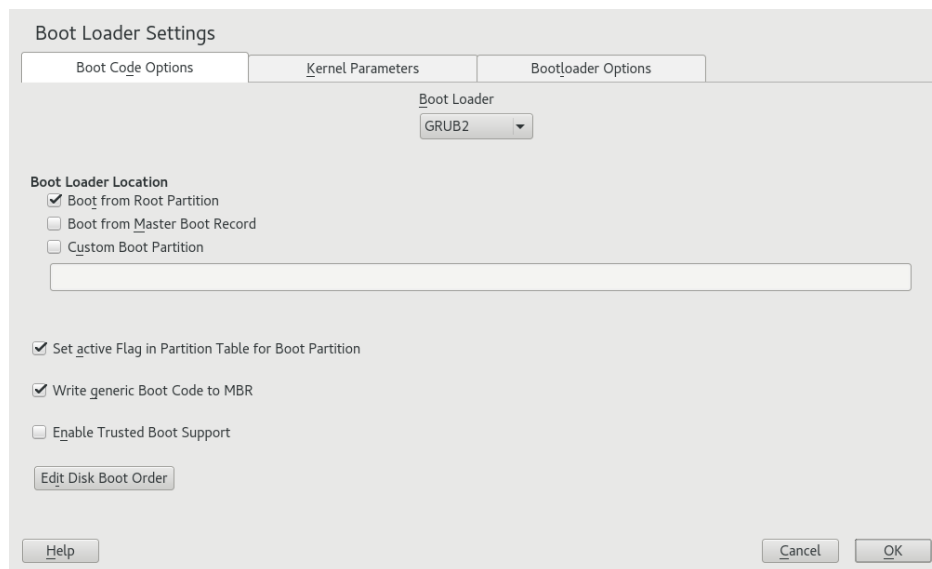 Boot Loader Settings
Boot Code Options
Kernel Parameters
Bootloader Options
Boot Loader
GRUB2
Boot Loader Location
Boot from Root Partition
Boot from Master Boot Record
Custom Boot Partition
Set active Flag in Partition Table for Boot Partition
Write generic Boot Code to MBR
Enable Trusted Boot Support
Edit Disk Boot Order
Help
Cancel
OK